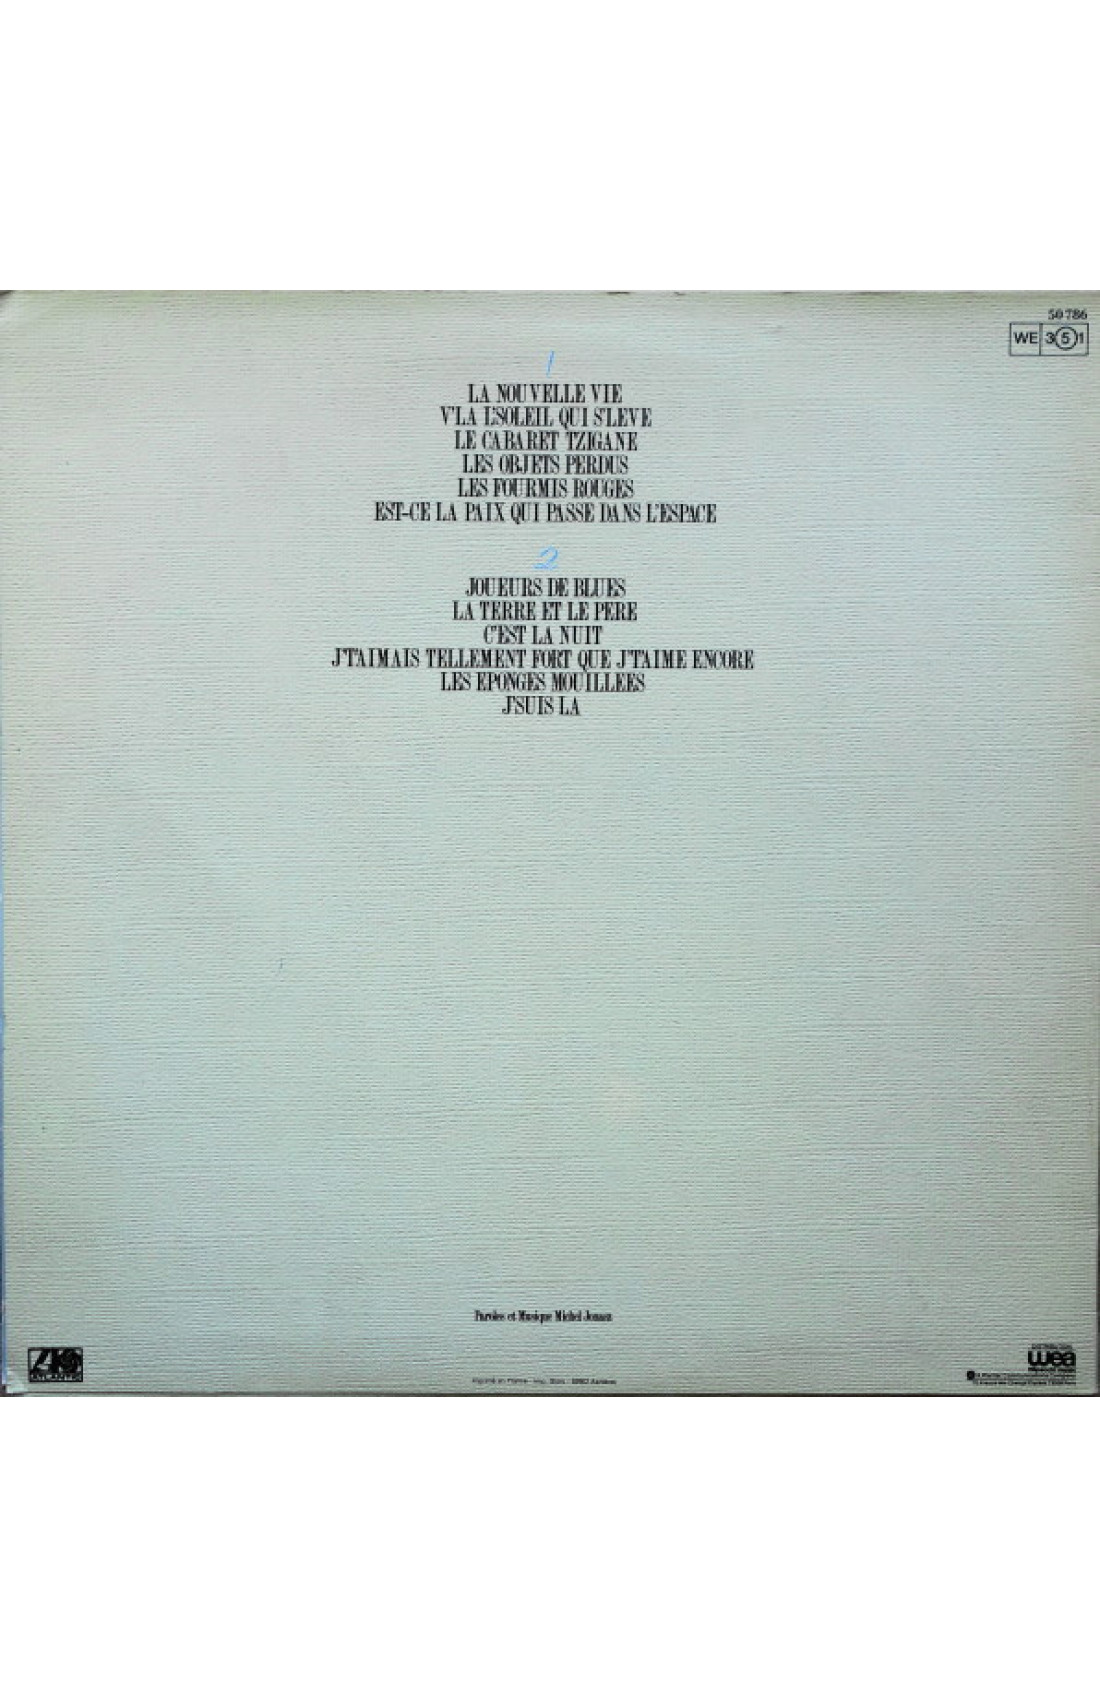 50 786
WE 351
1
LA NOUVELLE VIE
V'LA L'SOLEIL QUI S'LEVE
LE CABARET TZIGANE
LES OBJETS PERDUS
LES FOURMIS ROUGES
EST-CE LA PAIX QUI PASSE DANS L'ESPACE
2
JOUEURS DE BLUES
LA TERRE ET LE PERE
C'EST LA NUIT
J'T'AIMAIS TELLEMENT FORT QUE J'T'AIME ENCORE
LES EPONGES MOUILLEES
J'SUIS LA
Paroles et Musique Michel Jonasz
ATLANTIC
wea